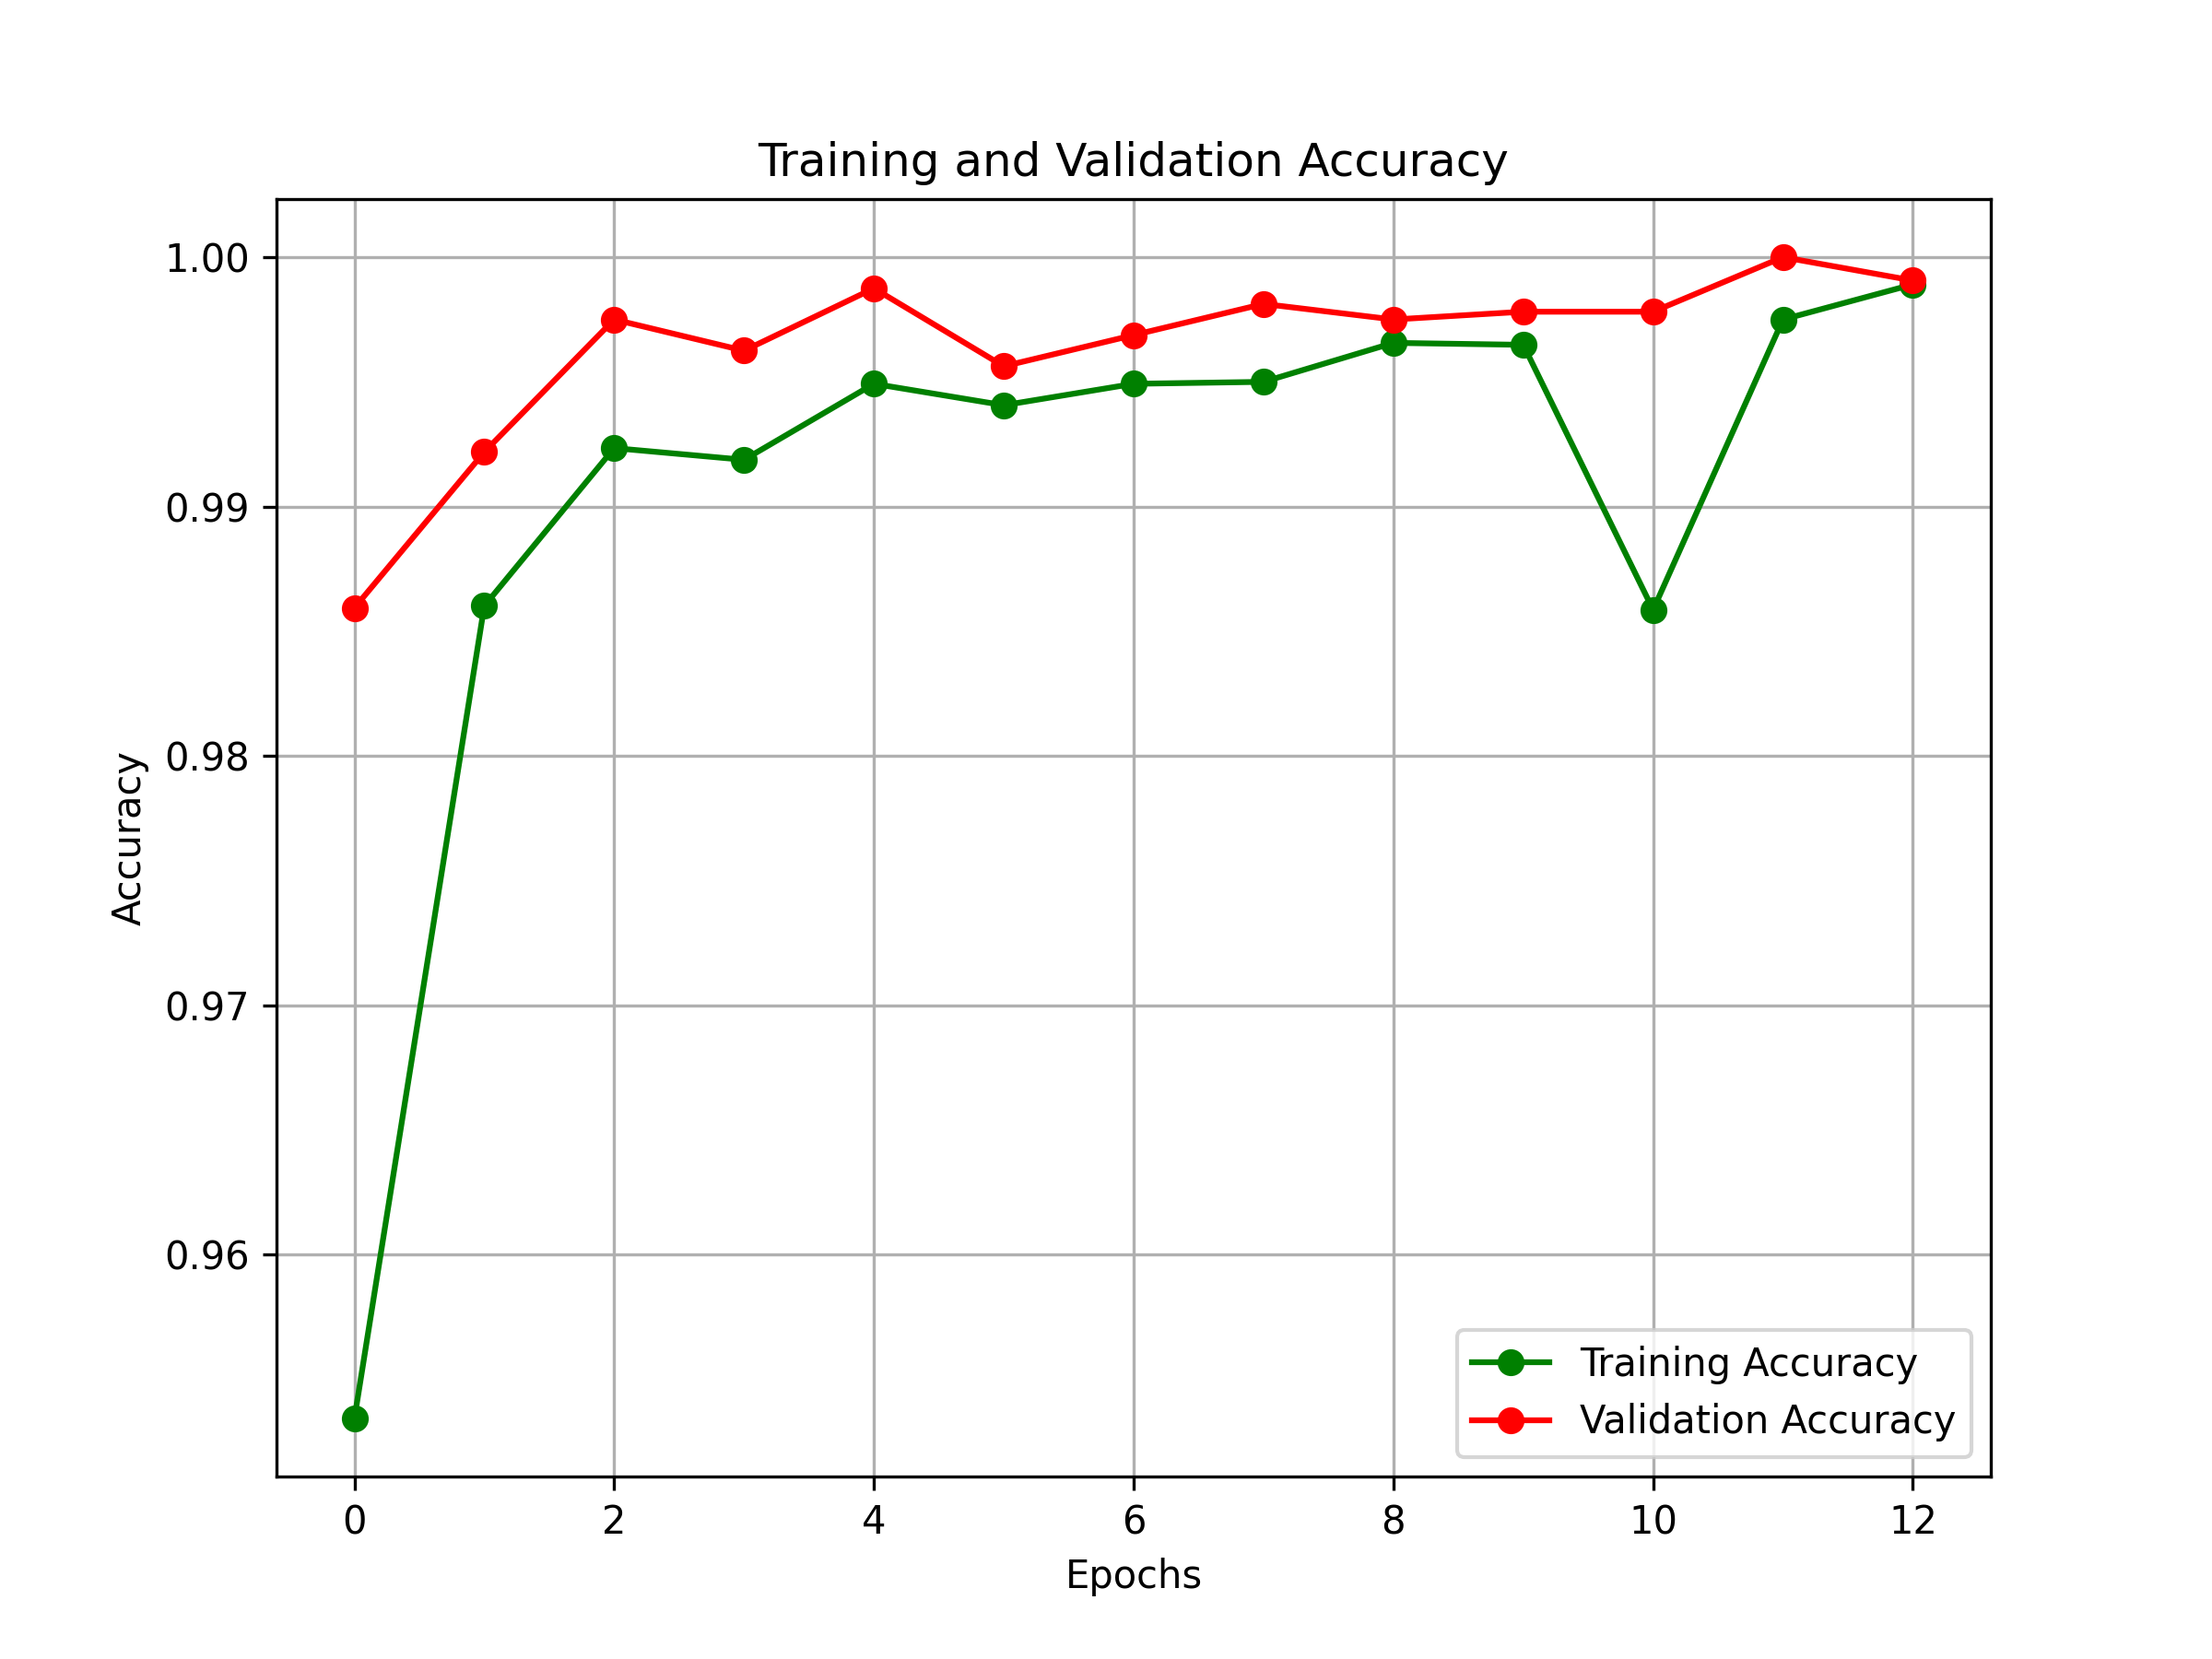 Training and Validation Accuracy
1.00
0.99
0.98
0.97
0.96
Accuracy
0 2 4 6 8 10 12
Epochs
Training Accuracy
Validation Accuracy